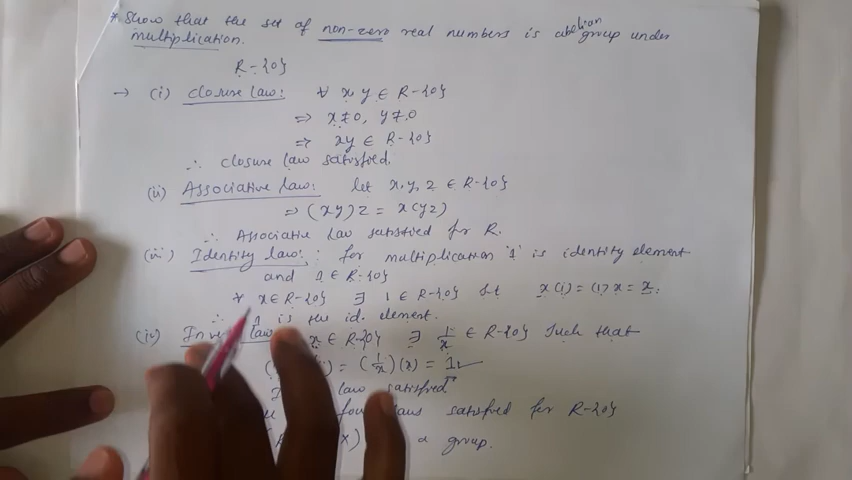 * Show that the set of non-zero real numbers is abelian group under
multiplication.
R-{0}
→ (i) closure law: ∀ x, y ∈ R-{0}
⇒ x≠0, y≠0
⇒ xy ∈ R-{0}
∴ closure law satisfied.
(ii) Associative law: let x, y, z ∈ R-{0}
⇒ (xy)z = x(yz)
∴ Associative law satisfied for R.
(iii) Identity law: for multiplication '1' is identity element
and 1 ∈ R-{0}
∀ x ∈ R-{0} ∃ 1 ∈ R-{0} s.t x(1) = (1)x = x.
∴ 1 is the id. element.
(iv) x ∈ R-{0} ∃ 1/x ∈ R-{0} such that
= (1/x)(x) = 1
law satisfied
laws satisfied for R-{0}
a group.